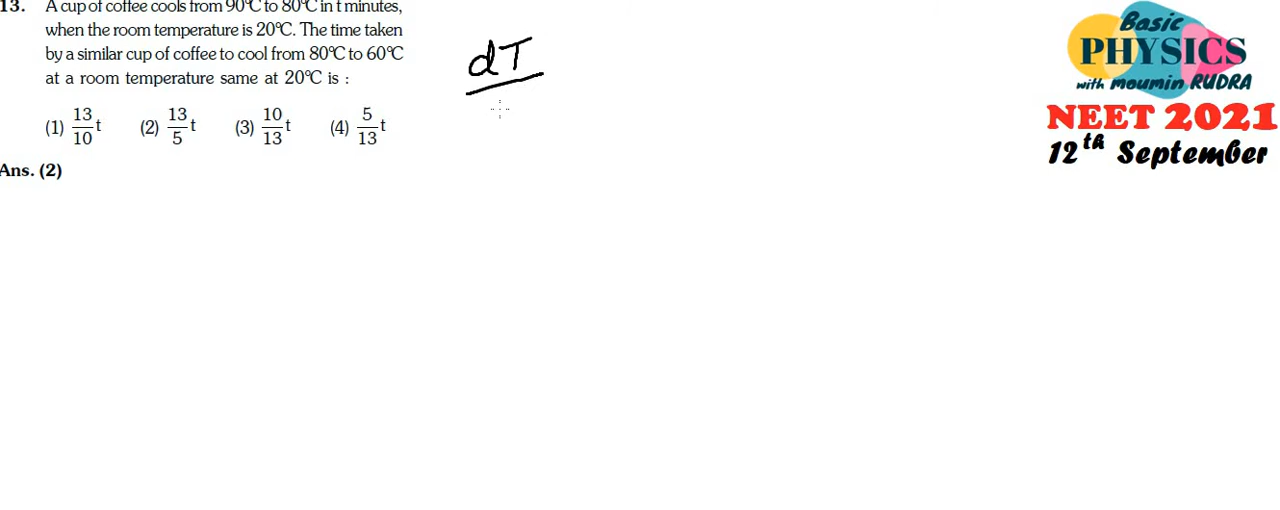 13. A cup of coffee cools from 90°C to 80°C in t minutes,
when the room temperature is 20°C. The time taken
by a similar cup of coffee to cool from 80°C to 60°C
at a room temperature same at 20°C is :
(1) 13/10 t (2) 13/5 t (3) 10/13 t (4) 5/13 t
Ans. (2)
dT
Basic
PHYSICS
with moumin RUDRA
NEET 2021
12th September